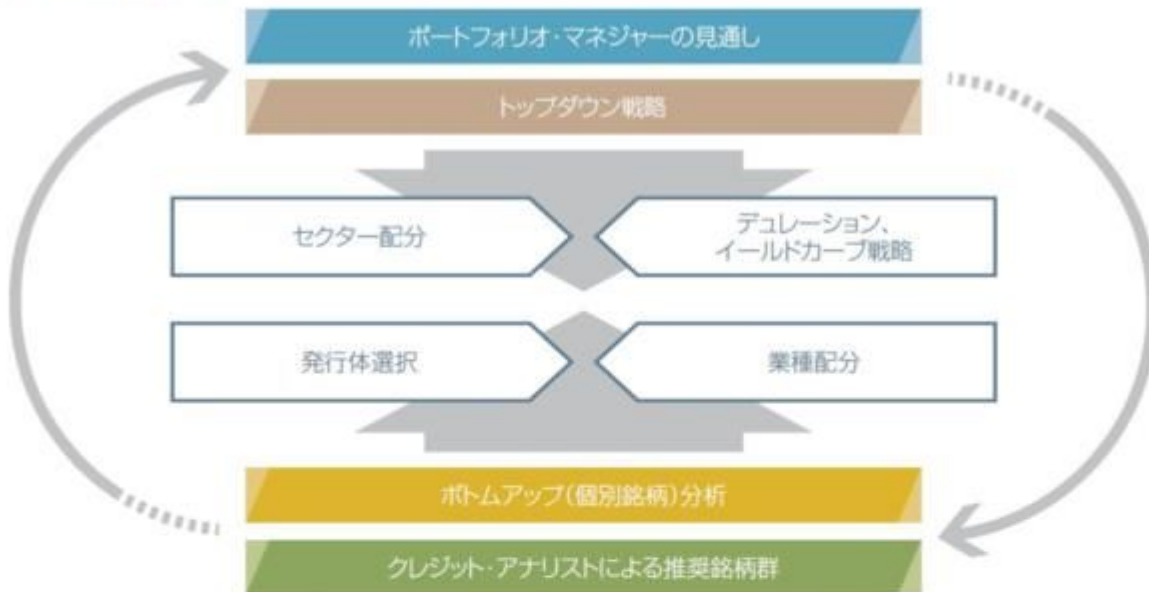 ポートフォリオ・マネジャーの見通し
トップダウン戦略
セクター配分
デュレーション、
イールドカーブ戦略
発行体選択
業種配分
ボトムアップ(個別銘柄)分析
クレジット・アナリストによる推奨銘柄群